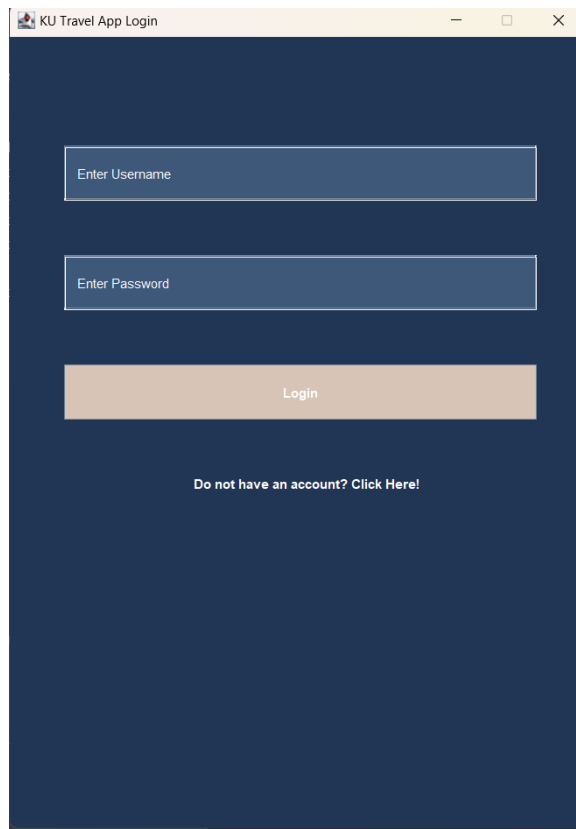 KU Travel App Login
Enter Username
Enter Password
Login
Do not have an account? Click Here!